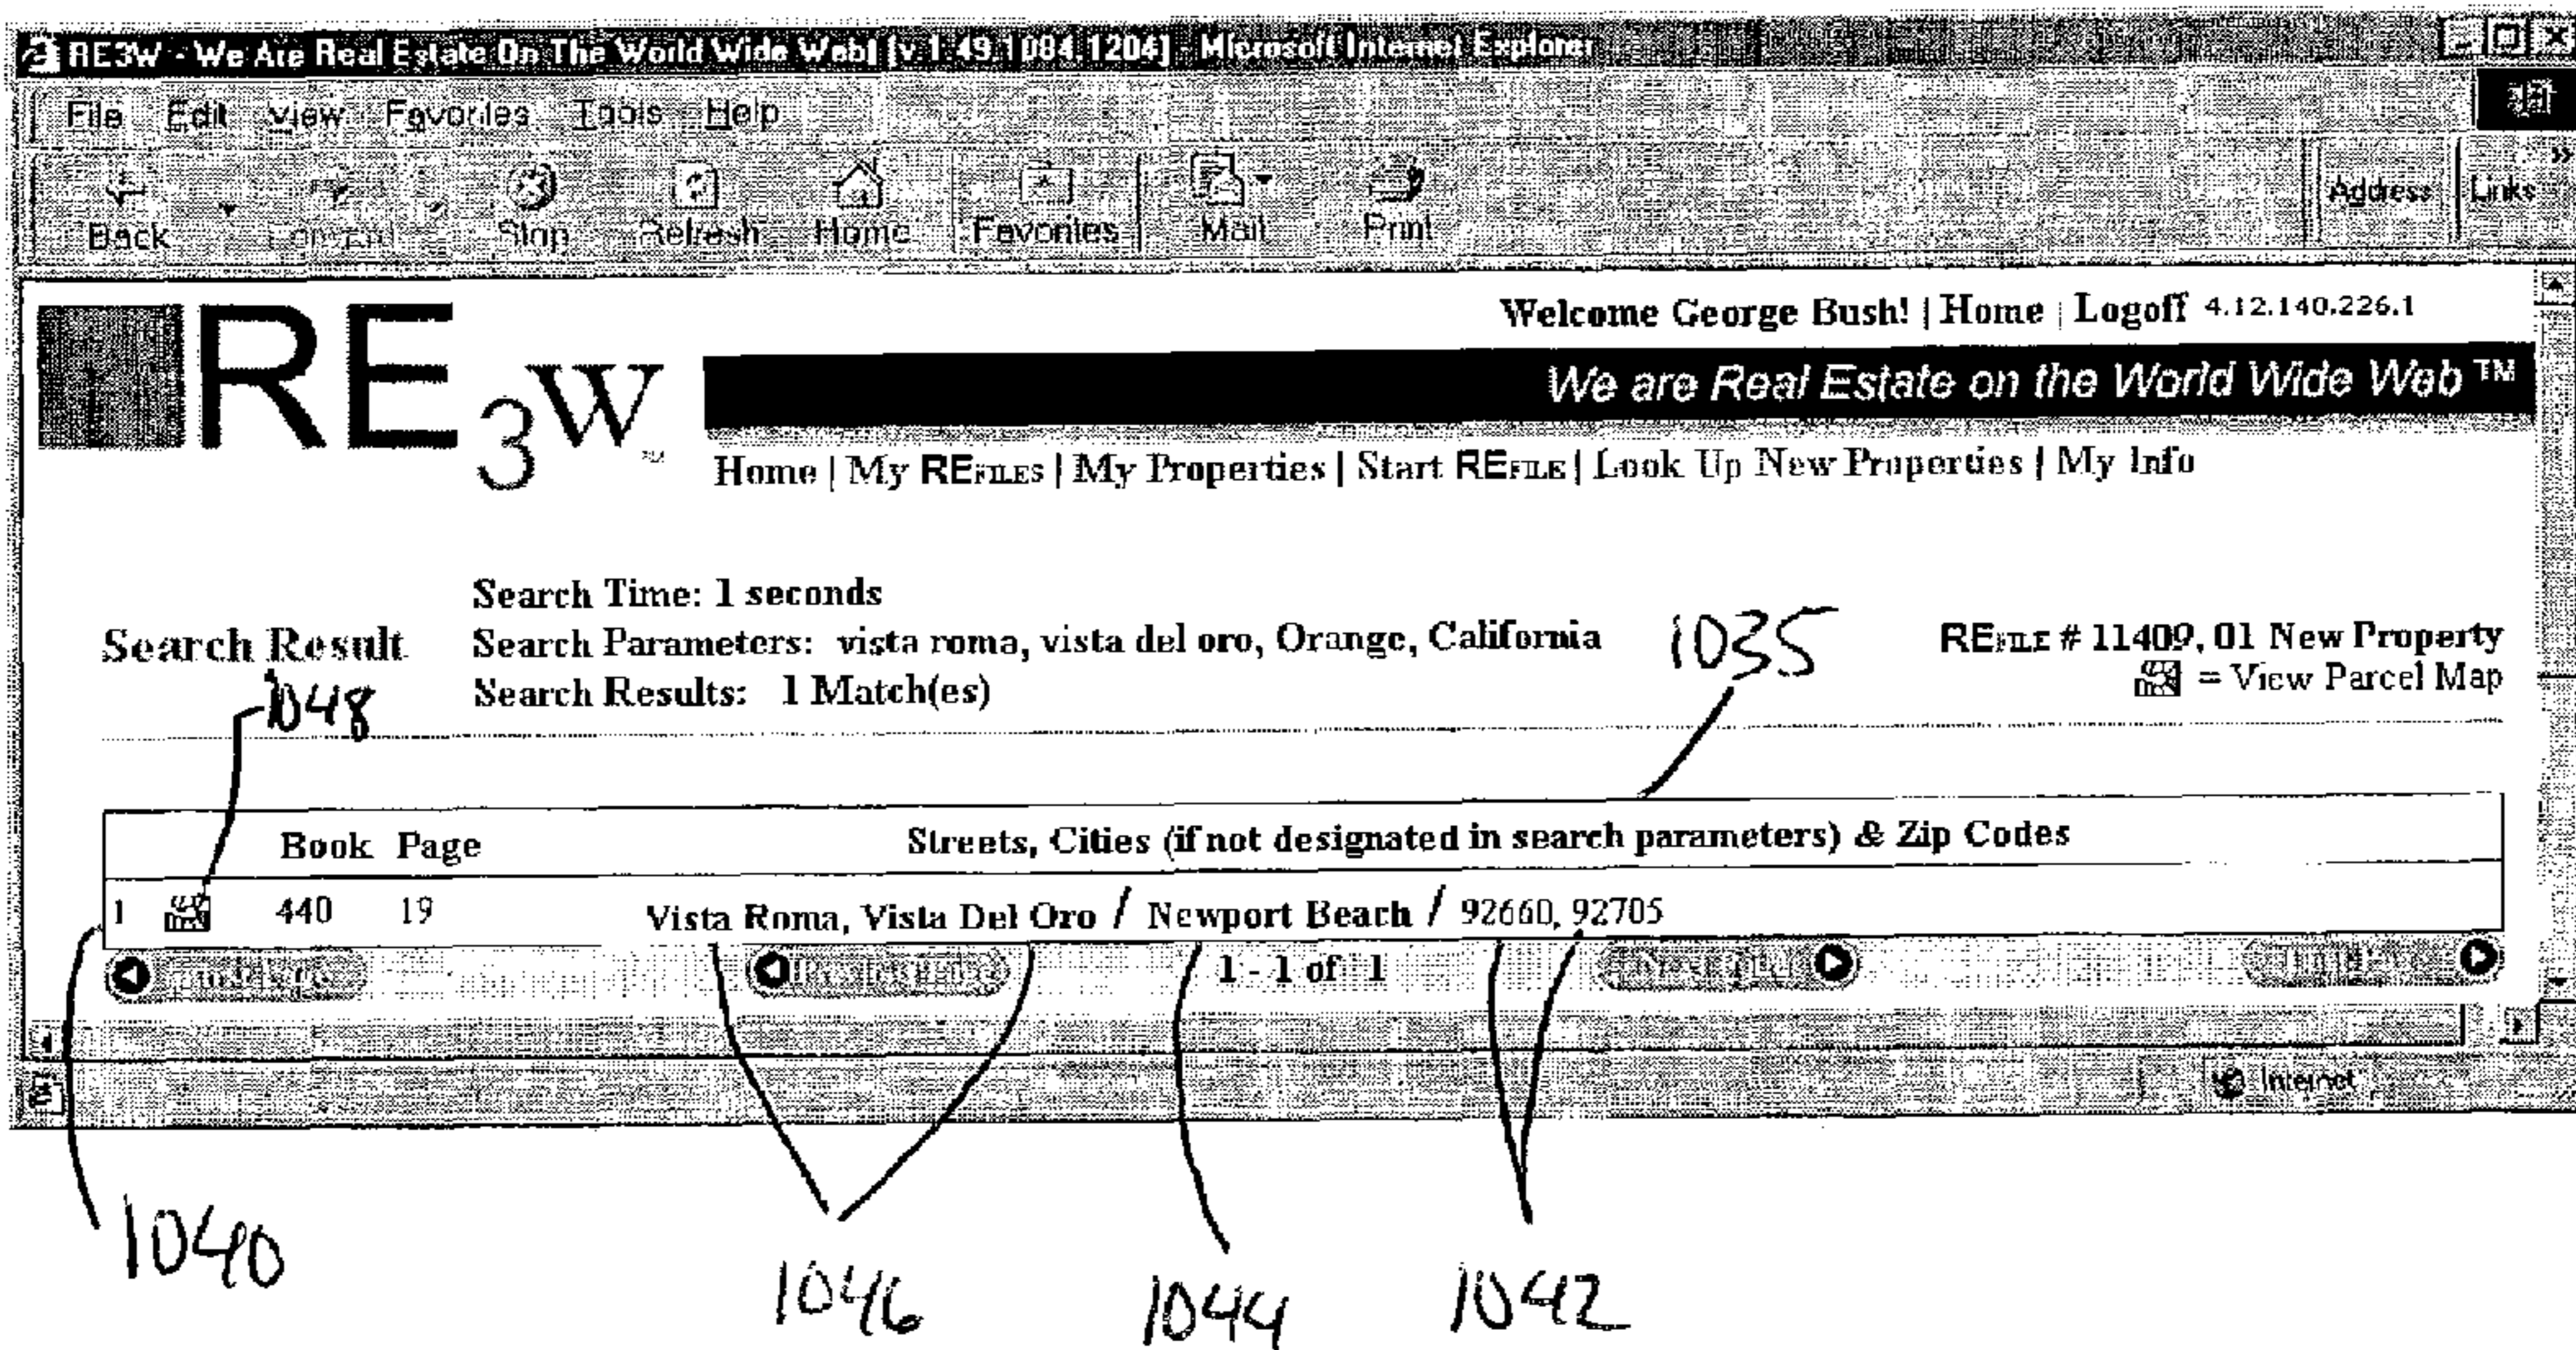 RE3W - We Are Real Estate On The World Wide Web! [v.1.49.1084.1204] - Microsoft Internet Explorer
File Edit View Favorites Tools Help
Back Forward Stop Refresh Home Favorites Mail Print Address Links »
Welcome George Bush! | Home | Logoff 4.12.140.226.1
RE3W
We are Real Estate on the World Wide Web ™
Home | My REFILES | My Properties | Start REFILE | Look Up New Properties | My Info
Search Time: 1 seconds
Search Result Search Parameters: vista roma, vista del oro, Orange, California 1035 REFILE # 11409, 01 New Property
= View Parcel Map
1048 Search Results: 1 Match(es)
Book Page Streets, Cities (if not designated in search parameters) & Zip Codes
1 440 19 Vista Roma, Vista Del Oro / Newport Beach / 92660, 92705
1 - 1 of 1
Internet
1040 1046 1044 1042